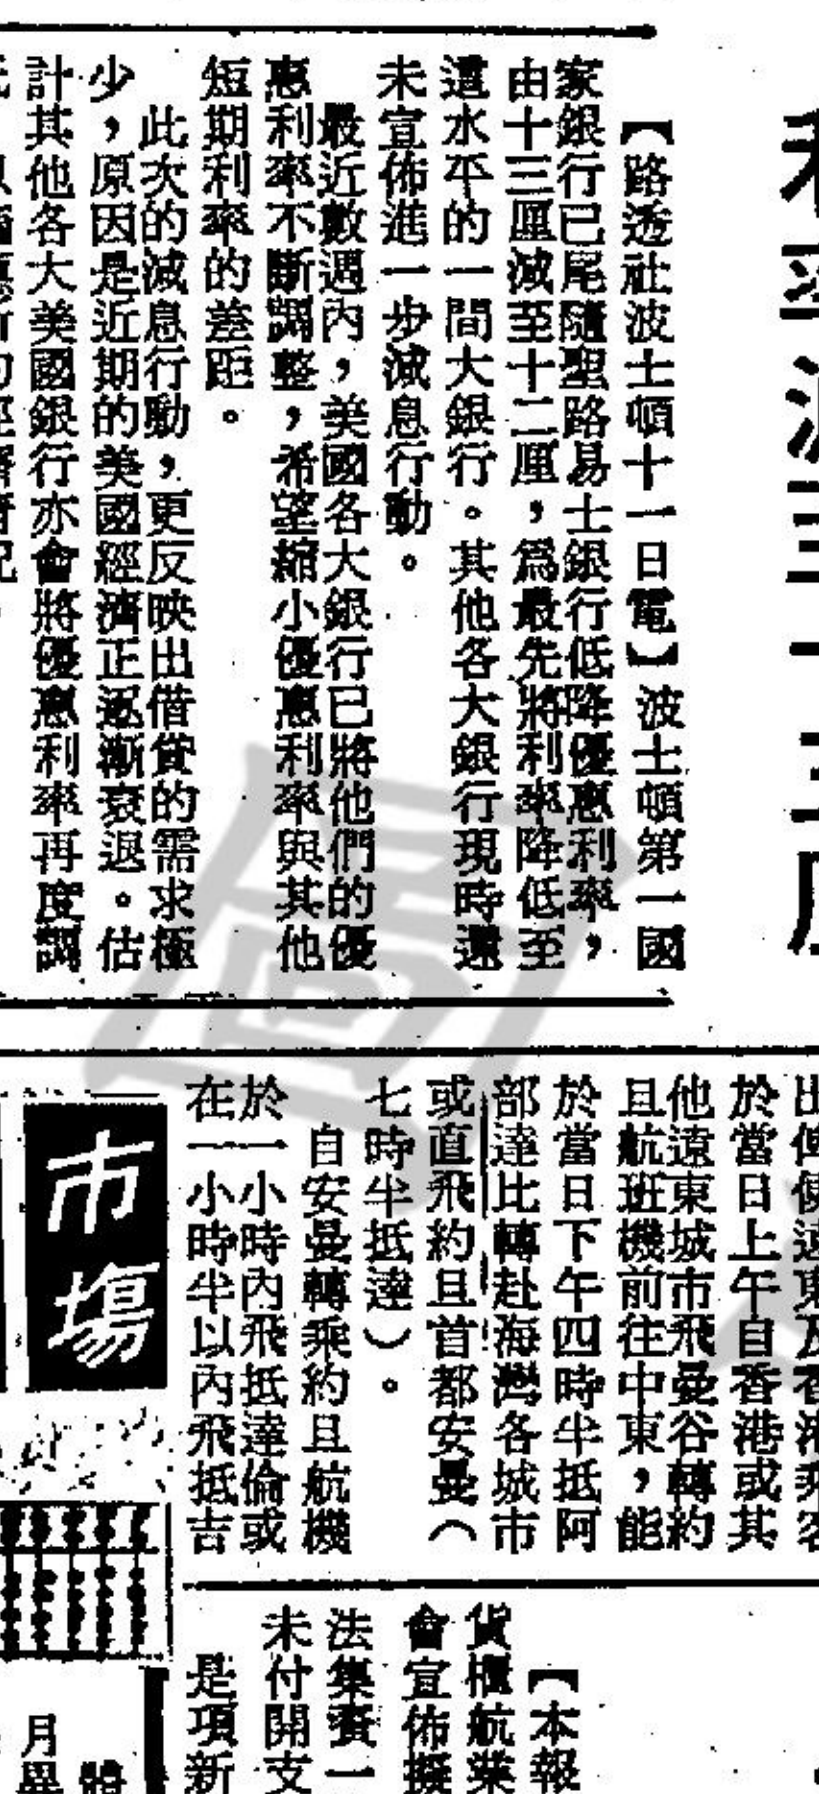 【路透社波士頓十一日電】波士頓第一國
家銀行已尾隨聖路易士銀行低降優惠利率，
由十三厘減至十二厘，爲最先將利率降低至
這水平的一間大銀行。其他各大銀行現時還
未宣佈進一步減息行動。
最近數週內，美國各大銀行已將他們的優
惠利率不斷調整，希望縮小優惠利率與其他
短期利率的差距。
此次的減息行動，更反映出借貸的需求極
少，原因是近期的美國經濟正逐漸衰退。估
計其他各大美國銀行亦會將優惠利率再度調
於當日上午自香港或其
他遠東城市飛曼谷轉約
且航班機前往中東，能
於當日下午四時半抵阿
部達比轉赴海灣各城市
或直飛約且首都安曼（
七時半抵達）。
自安曼轉乘約且航機
於一小時內飛抵達倫或
在一小時半以內飛抵吉
市場
【本報
貨櫃航業
會宣佈擬
法集資一
未付開支
是項新
月異